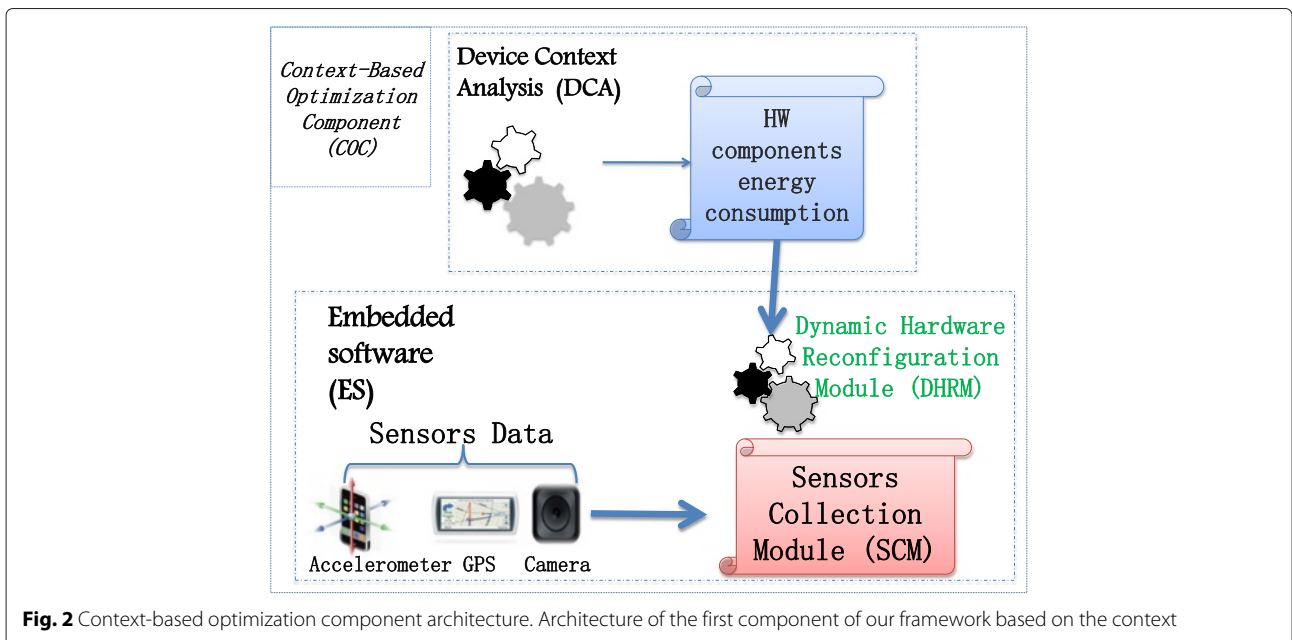 Context-Based
Optimization
Component
(COC)
Device Context
Analysis (DCA)
HW
components
energy
consumption
Embedded
software
(ES)
Dynamic Hardware
Reconfiguration
Module (DHRM)
Sensors Data
Accelerometer GPS Camera
Sensors
Collection
Module (SCM)
Fig. 2 Context-based optimization component architecture. Architecture of the first component of our framework based on the context